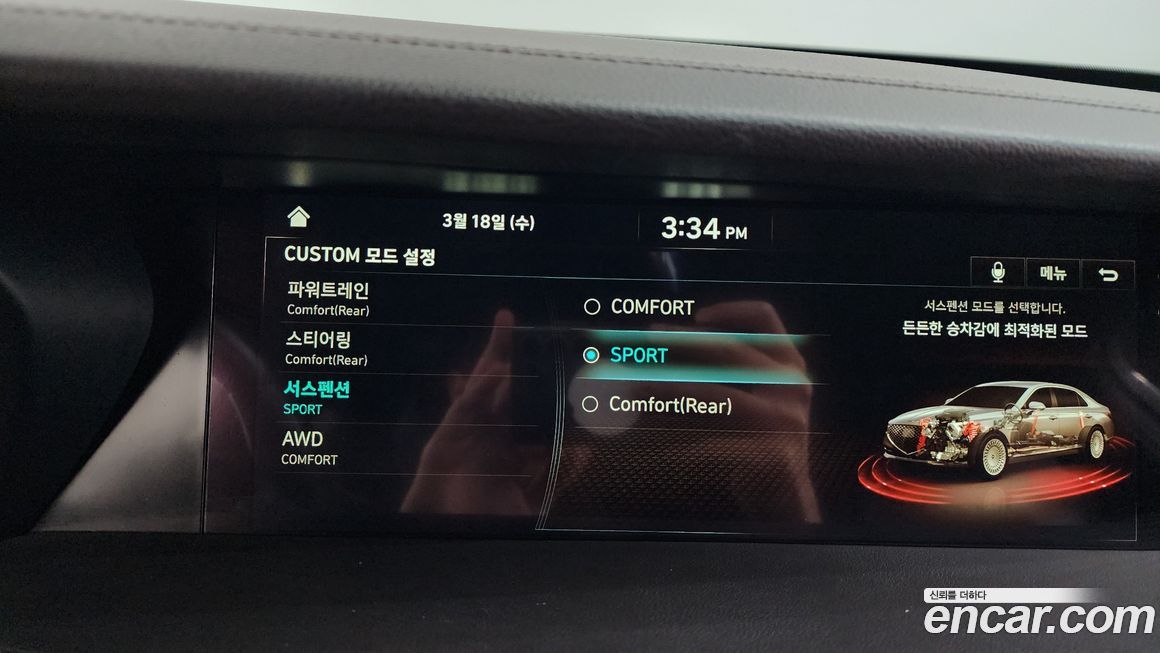 3월 18일 (수)
3:34 PM
CUSTOM 모드 설정
메뉴
파워트레인
Comfort(Rear)
스티어링
Comfort(Rear)
서스펜션
SPORT
AWD
COMFORT
COMFORT
SPORT
Comfort(Rear)
서스펜션 모드를 선택합니다.
든든한 승차감에 최적화된 모드
신뢰를 더하다
encar.com